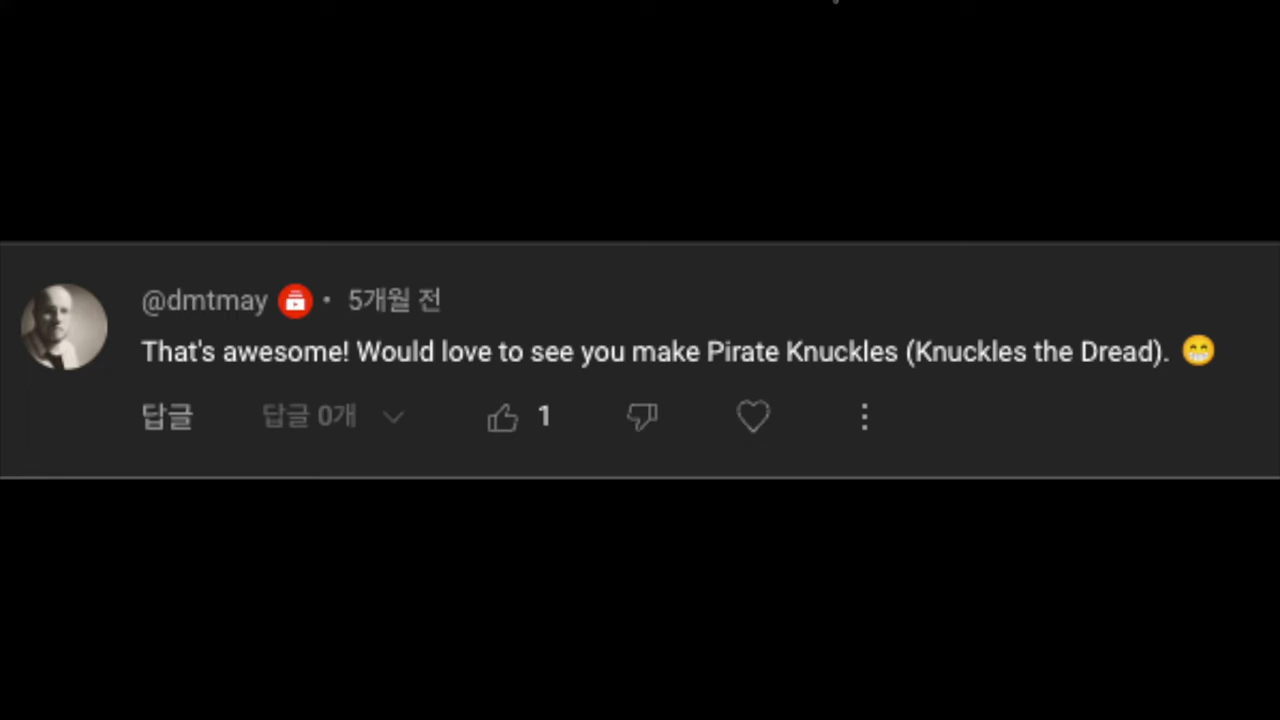 @dmtmay • 5개월 전
That's awesome! Would love to see you make Pirate Knuckles (Knuckles the Dread). 😁
답글 답글 0개 1